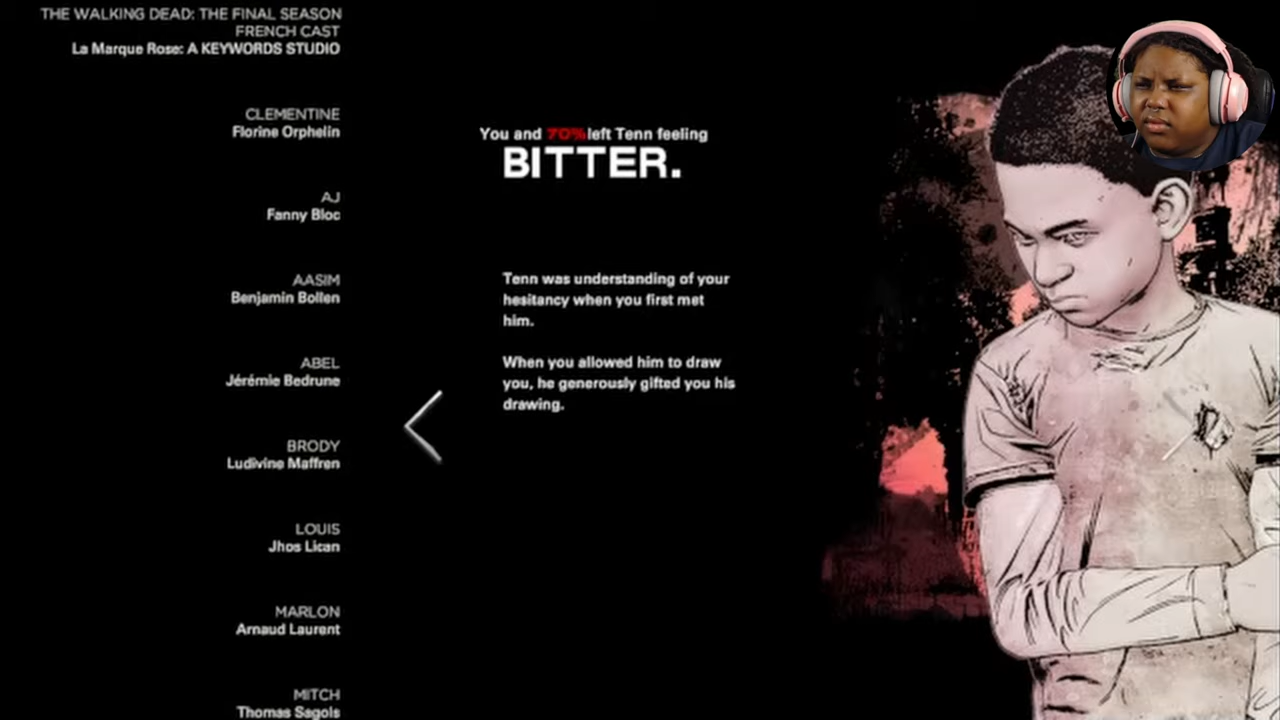 THE WALKING DEAD: THE FINAL SEASON
FRENCH CAST
La Marque Rose: A KEYWORDS STUDIO
CLEMENTINE
Florine Orphelin
AJ
Fanny Bloc
AASIM
Benjamin Bollen
ABEL
Jérémie Bedrune
BRODY
Ludivine Maffren
LOUIS
Jhos Lican
MARLON
Arnaud Laurent
MITCH
Thomas Sagols
You and 70% left Tenn feeling
BITTER.
Tenn was understanding of your
hesitancy when you first met
him.
When you allowed him to draw
you, he generously gifted you his
drawing.